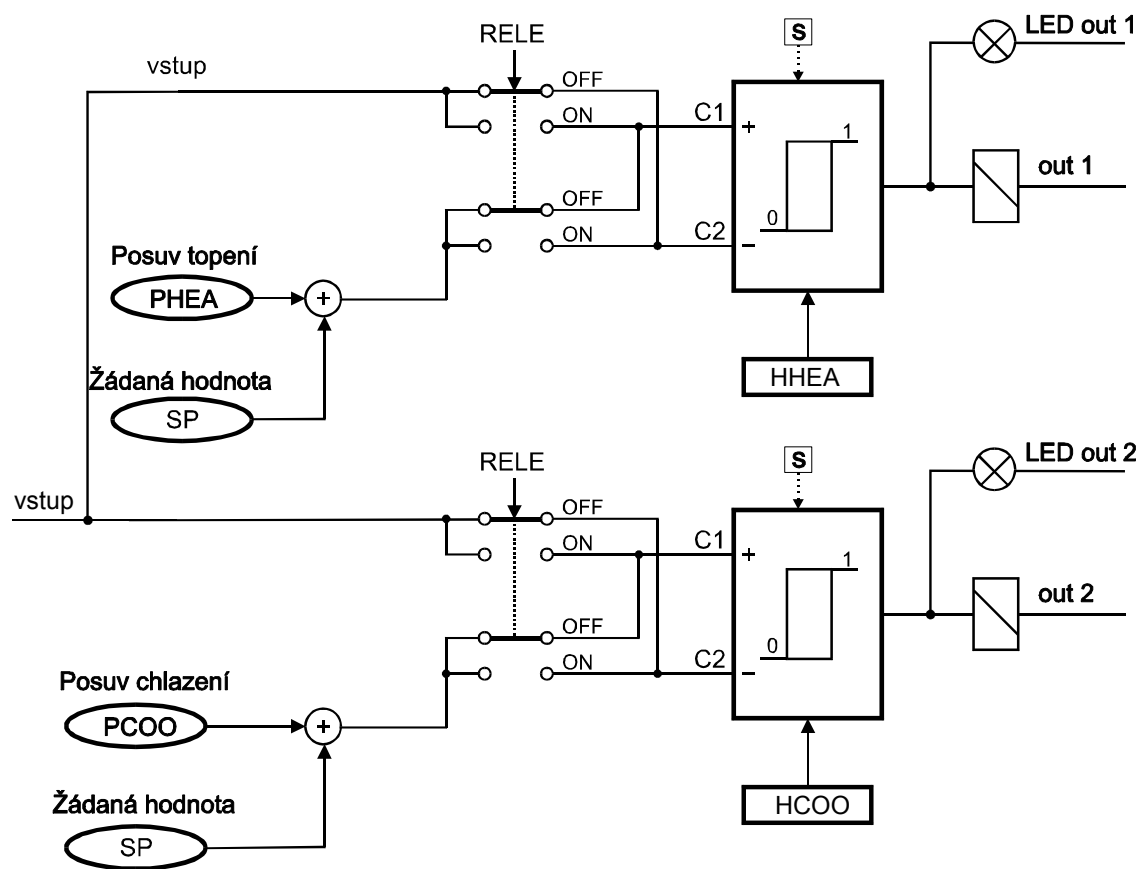 RELE
S
LED out 1
vstup
OFF
ON
C1
+
1
0
out 1
OFF
ON
C2
−
Posuv topení
PHEA
+
HHEA
Žádaná hodnota
SP
RELE
S
LED out 2
vstup
OFF
ON
C1
+
1
0
out 2
OFF
ON
C2
−
Posuv chlazení
PCOO
+
HCOO
Žádaná hodnota
SP